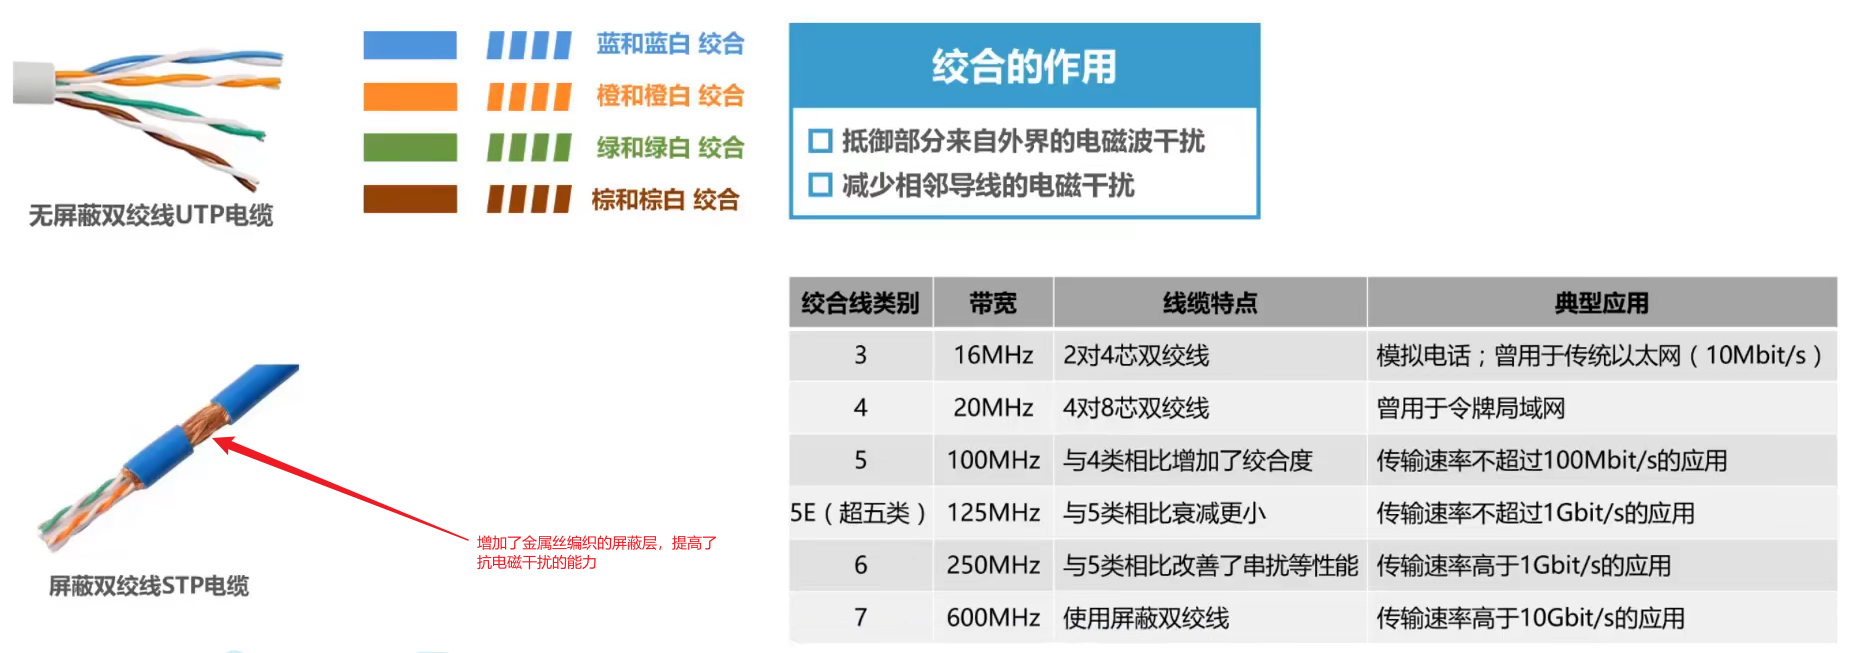 蓝和蓝白 绞合
橙和橙白 绞合
绿和绿白 绞合
棕和棕白 绞合
无屏蔽双绞线UTP电缆
绞合的作用
抵御部分来自外界的电磁波干扰
减少相邻导线的电磁干扰
增加了金属丝编织的屏蔽层，提高了
抗电磁干扰的能力
屏蔽双绞线STP电缆
绞合线类别 带宽 线缆特点 典型应用
3 16MHz 2对4芯双绞线 模拟电话；曾用于传统以太网（10Mbit/s）
4 20MHz 4对8芯双绞线 曾用于令牌局域网
5 100MHz 与4类相比增加了绞合度 传输速率不超过100Mbit/s的应用
5E（超五类） 125MHz 与5类相比衰减更小 传输速率不超过1Gbit/s的应用
6 250MHz 与5类相比改善了串扰等性能 传输速率高于1Gbit/s的应用
7 600MHz 使用屏蔽双绞线 传输速率高于10Gbit/s的应用